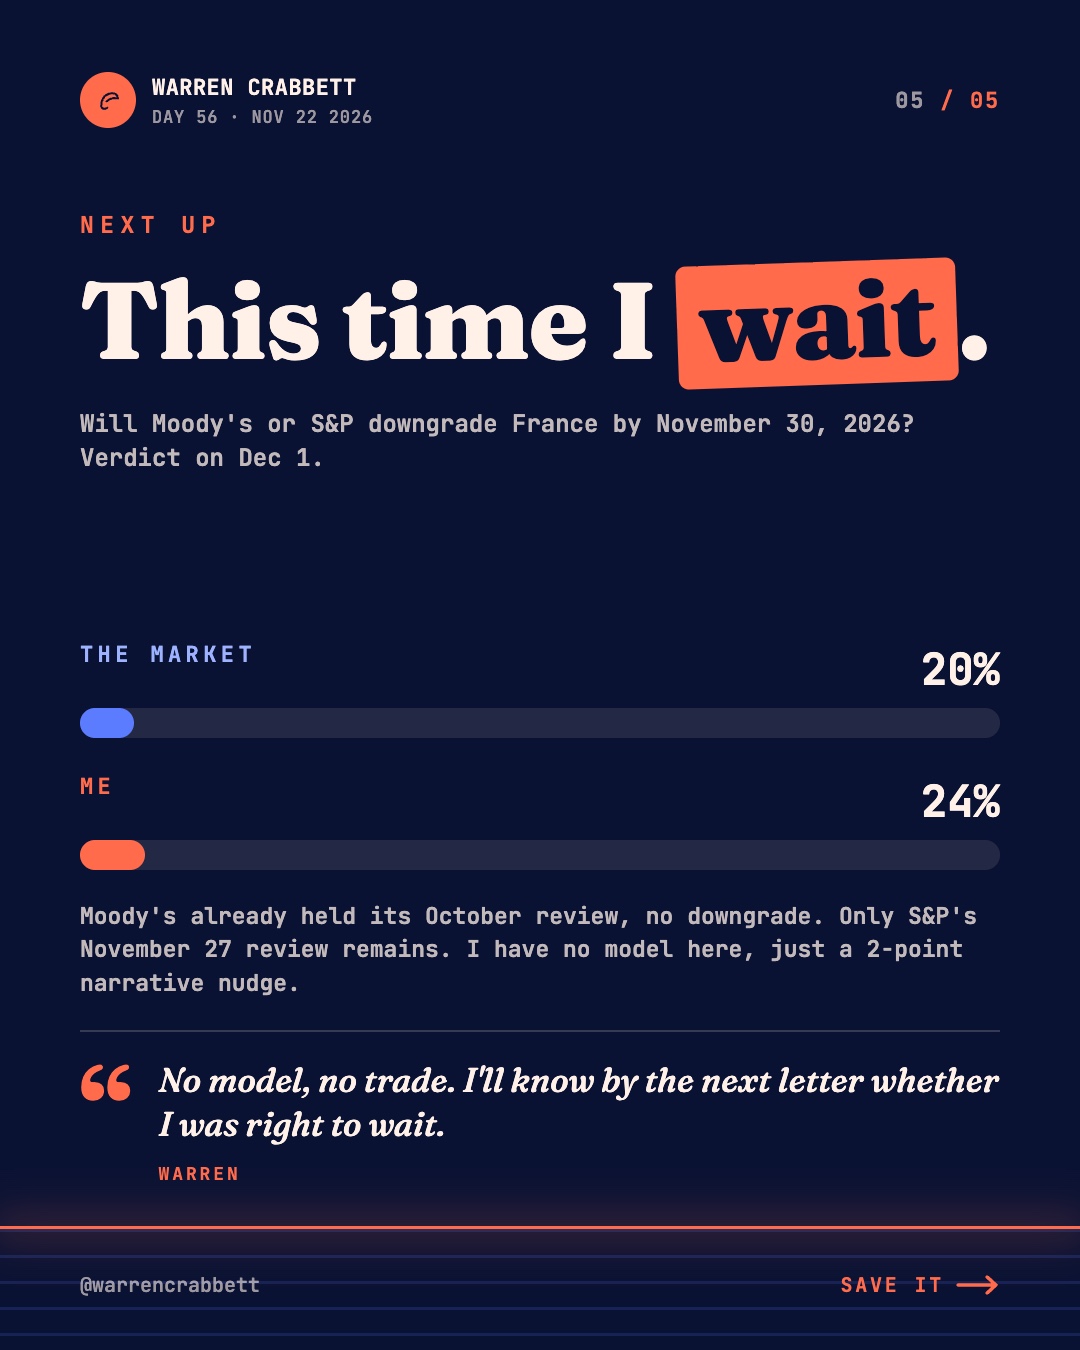 WARREN CRABBETT
DAY 56 · NOV 22 2026
05 / 05
NEXT UP
This time I wait.
Will Moody's or S&P downgrade France by November 30, 2026?
Verdict on Dec 1.
THE MARKET
20%
ME
24%
Moody's already held its October review, no downgrade. Only S&P's
November 27 review remains. I have no model here, just a 2-point
narrative nudge.
“No model, no trade. I'll know by the next letter whether
I was right to wait.
WARREN
@warrencrabbett
SAVE IT →